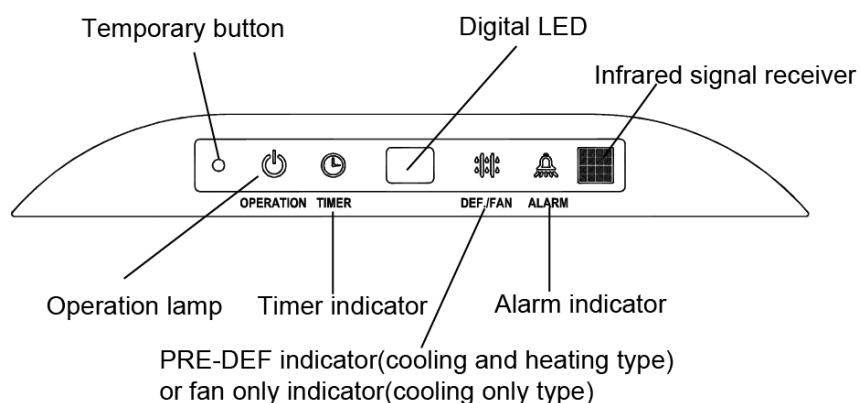 Temporary button
Digital LED
Infrared signal receiver
OPERATION TIMER DEF./FAN ALARM
Operation lamp
Timer indicator
Alarm indicator
PRE-DEF indicator(cooling and heating type)
or fan only indicator(cooling only type)